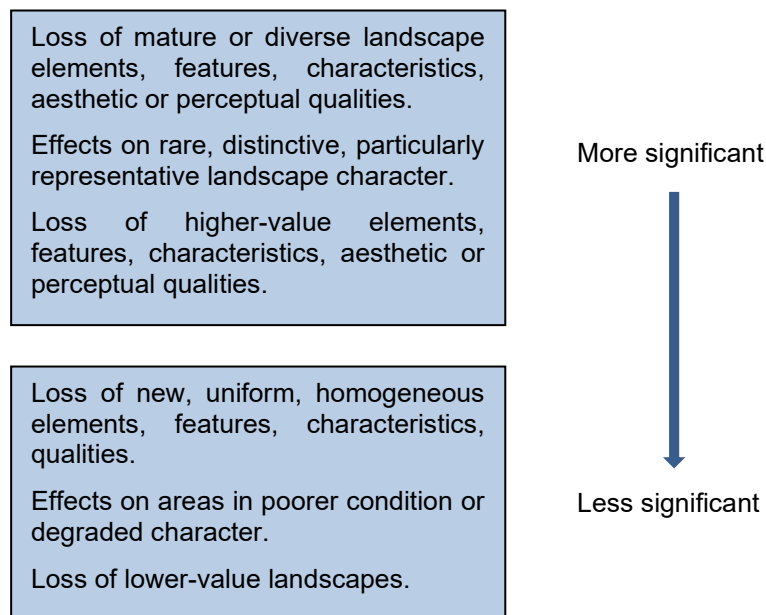 Loss of mature or diverse landscape
elements, features, characteristics,
aesthetic or perceptual qualities.
Effects on rare, distinctive, particularly
representative landscape character.
Loss of higher-value elements,
features, characteristics, aesthetic or
perceptual qualities.
More significant
Loss of new, uniform, homogeneous
elements, features, characteristics,
qualities.
Effects on areas in poorer condition or
degraded character.
Loss of lower-value landscapes.
Less significant